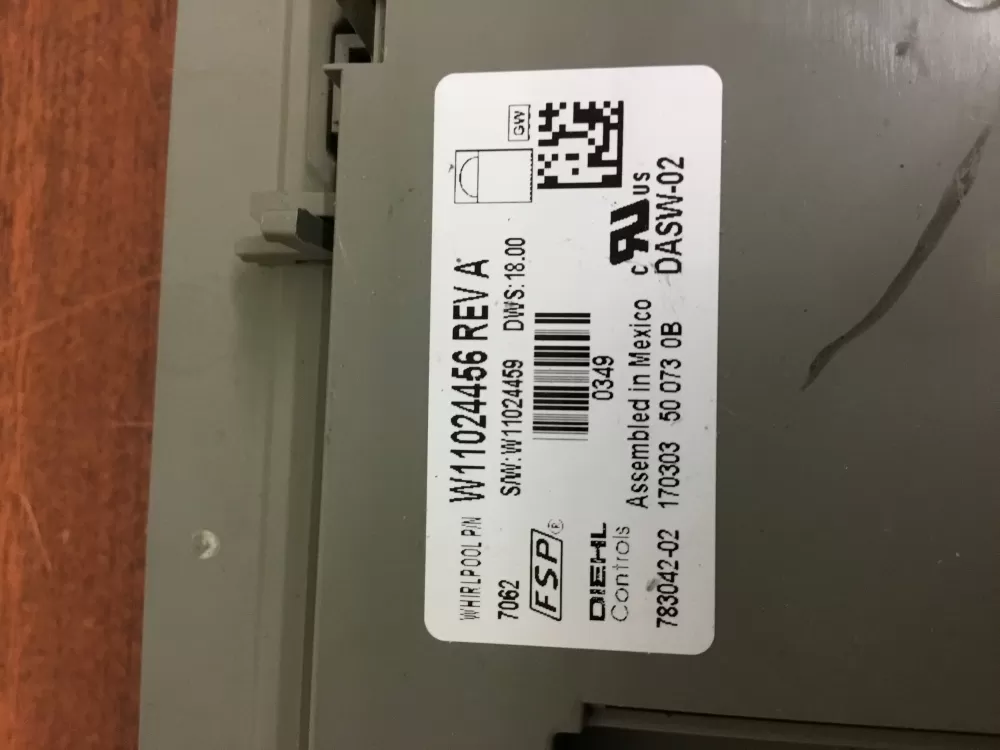 WHIRLPOOL P/N W11024456 REV A
7062 S/W: W11024459 DWS: 18.00
GW
FSP®
0349
DIEHL
Controls
Assembled in Mexico
c RU US
783042-02 170303 50 073 0B DASW-02